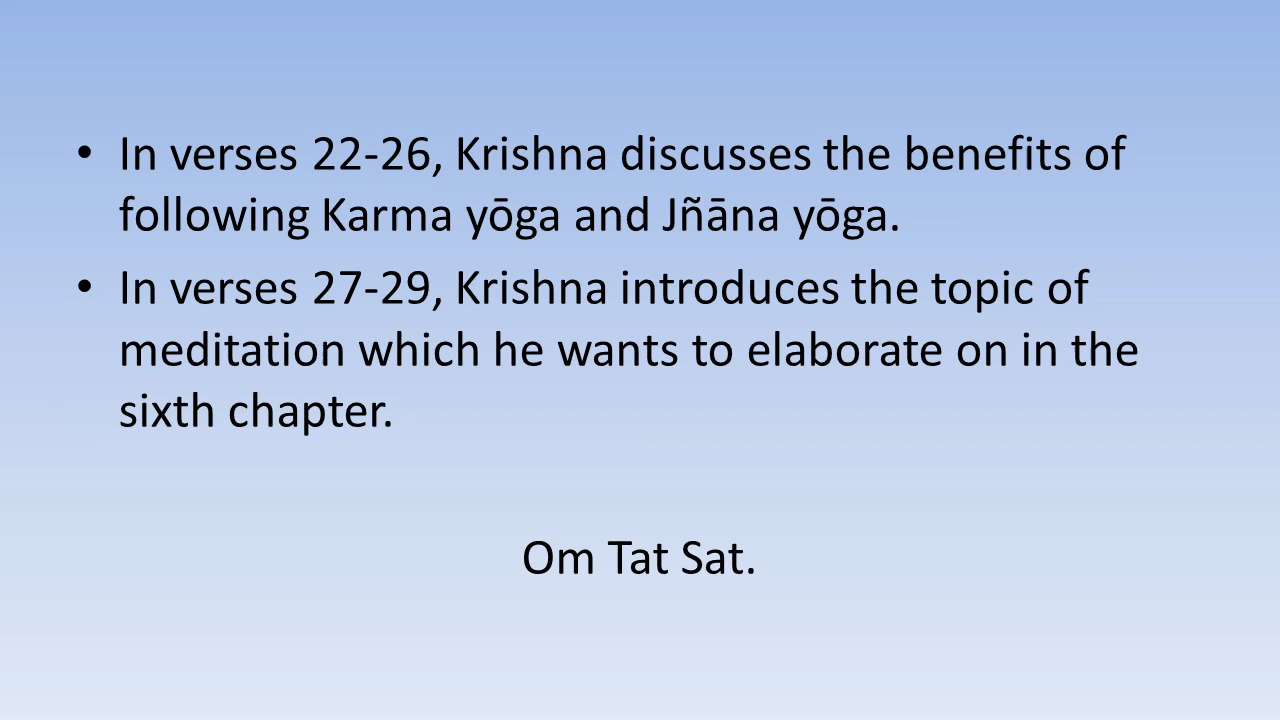 • In verses 22-26, Krishna discusses the benefits of
following Karma yōga and Jñāna yōga.
• In verses 27-29, Krishna introduces the topic of
meditation which he wants to elaborate on in the
sixth chapter.
Om Tat Sat.